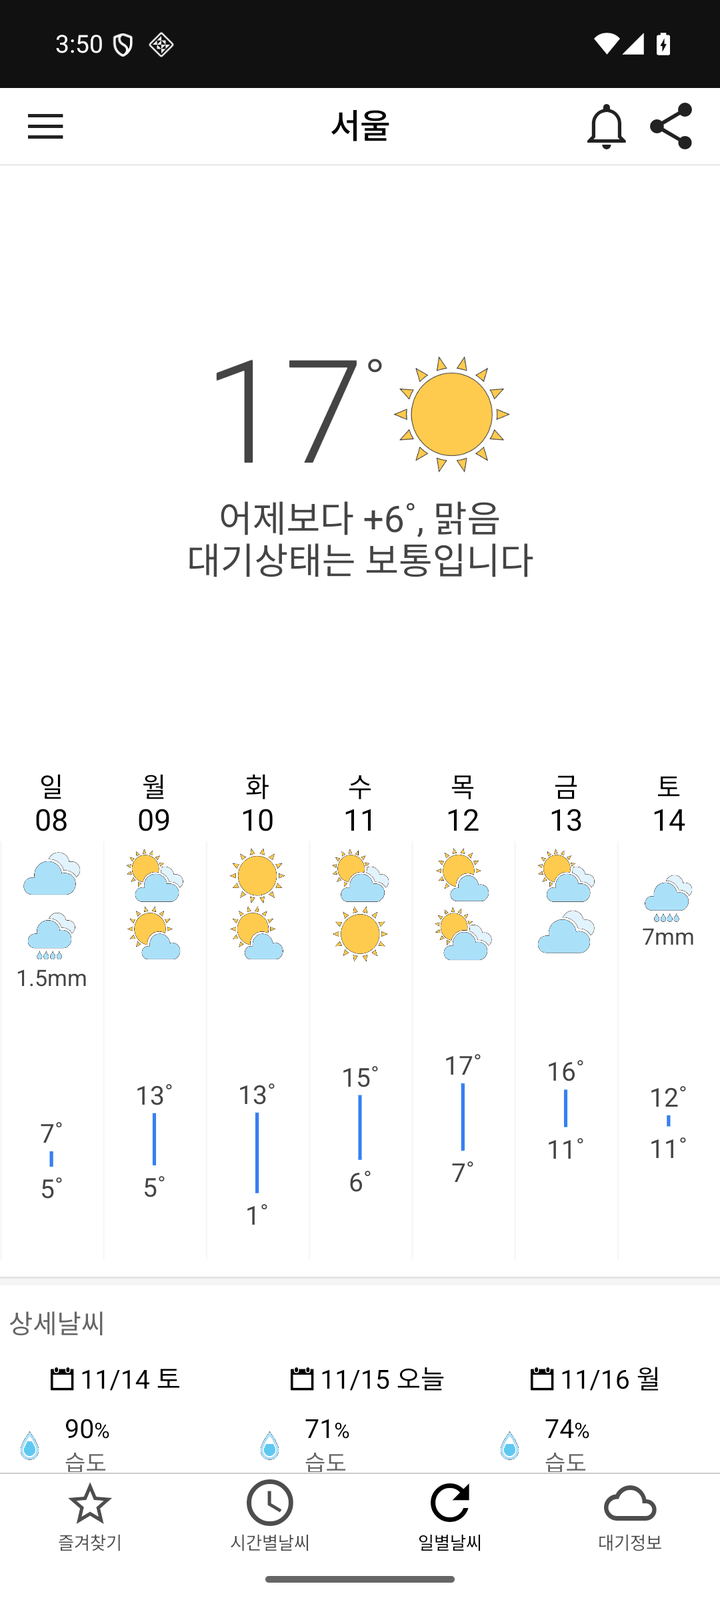 3:50
서울
17°
어제보다 +6°, 맑음
대기상태는 보통입니다
일 월 화 수 목 금 토
08 09 10 11 12 13 14
7mm
1.5mm
17°
16°
15°
13° 13°
12°
7°
11° 11°
7°
6°
5° 5°
1°
상세날씨
11/14 토 11/15 오늘 11/16 월
90% 71% 74%
습도 습도 습도
즐겨찾기 시간별날씨 일별날씨 대기정보